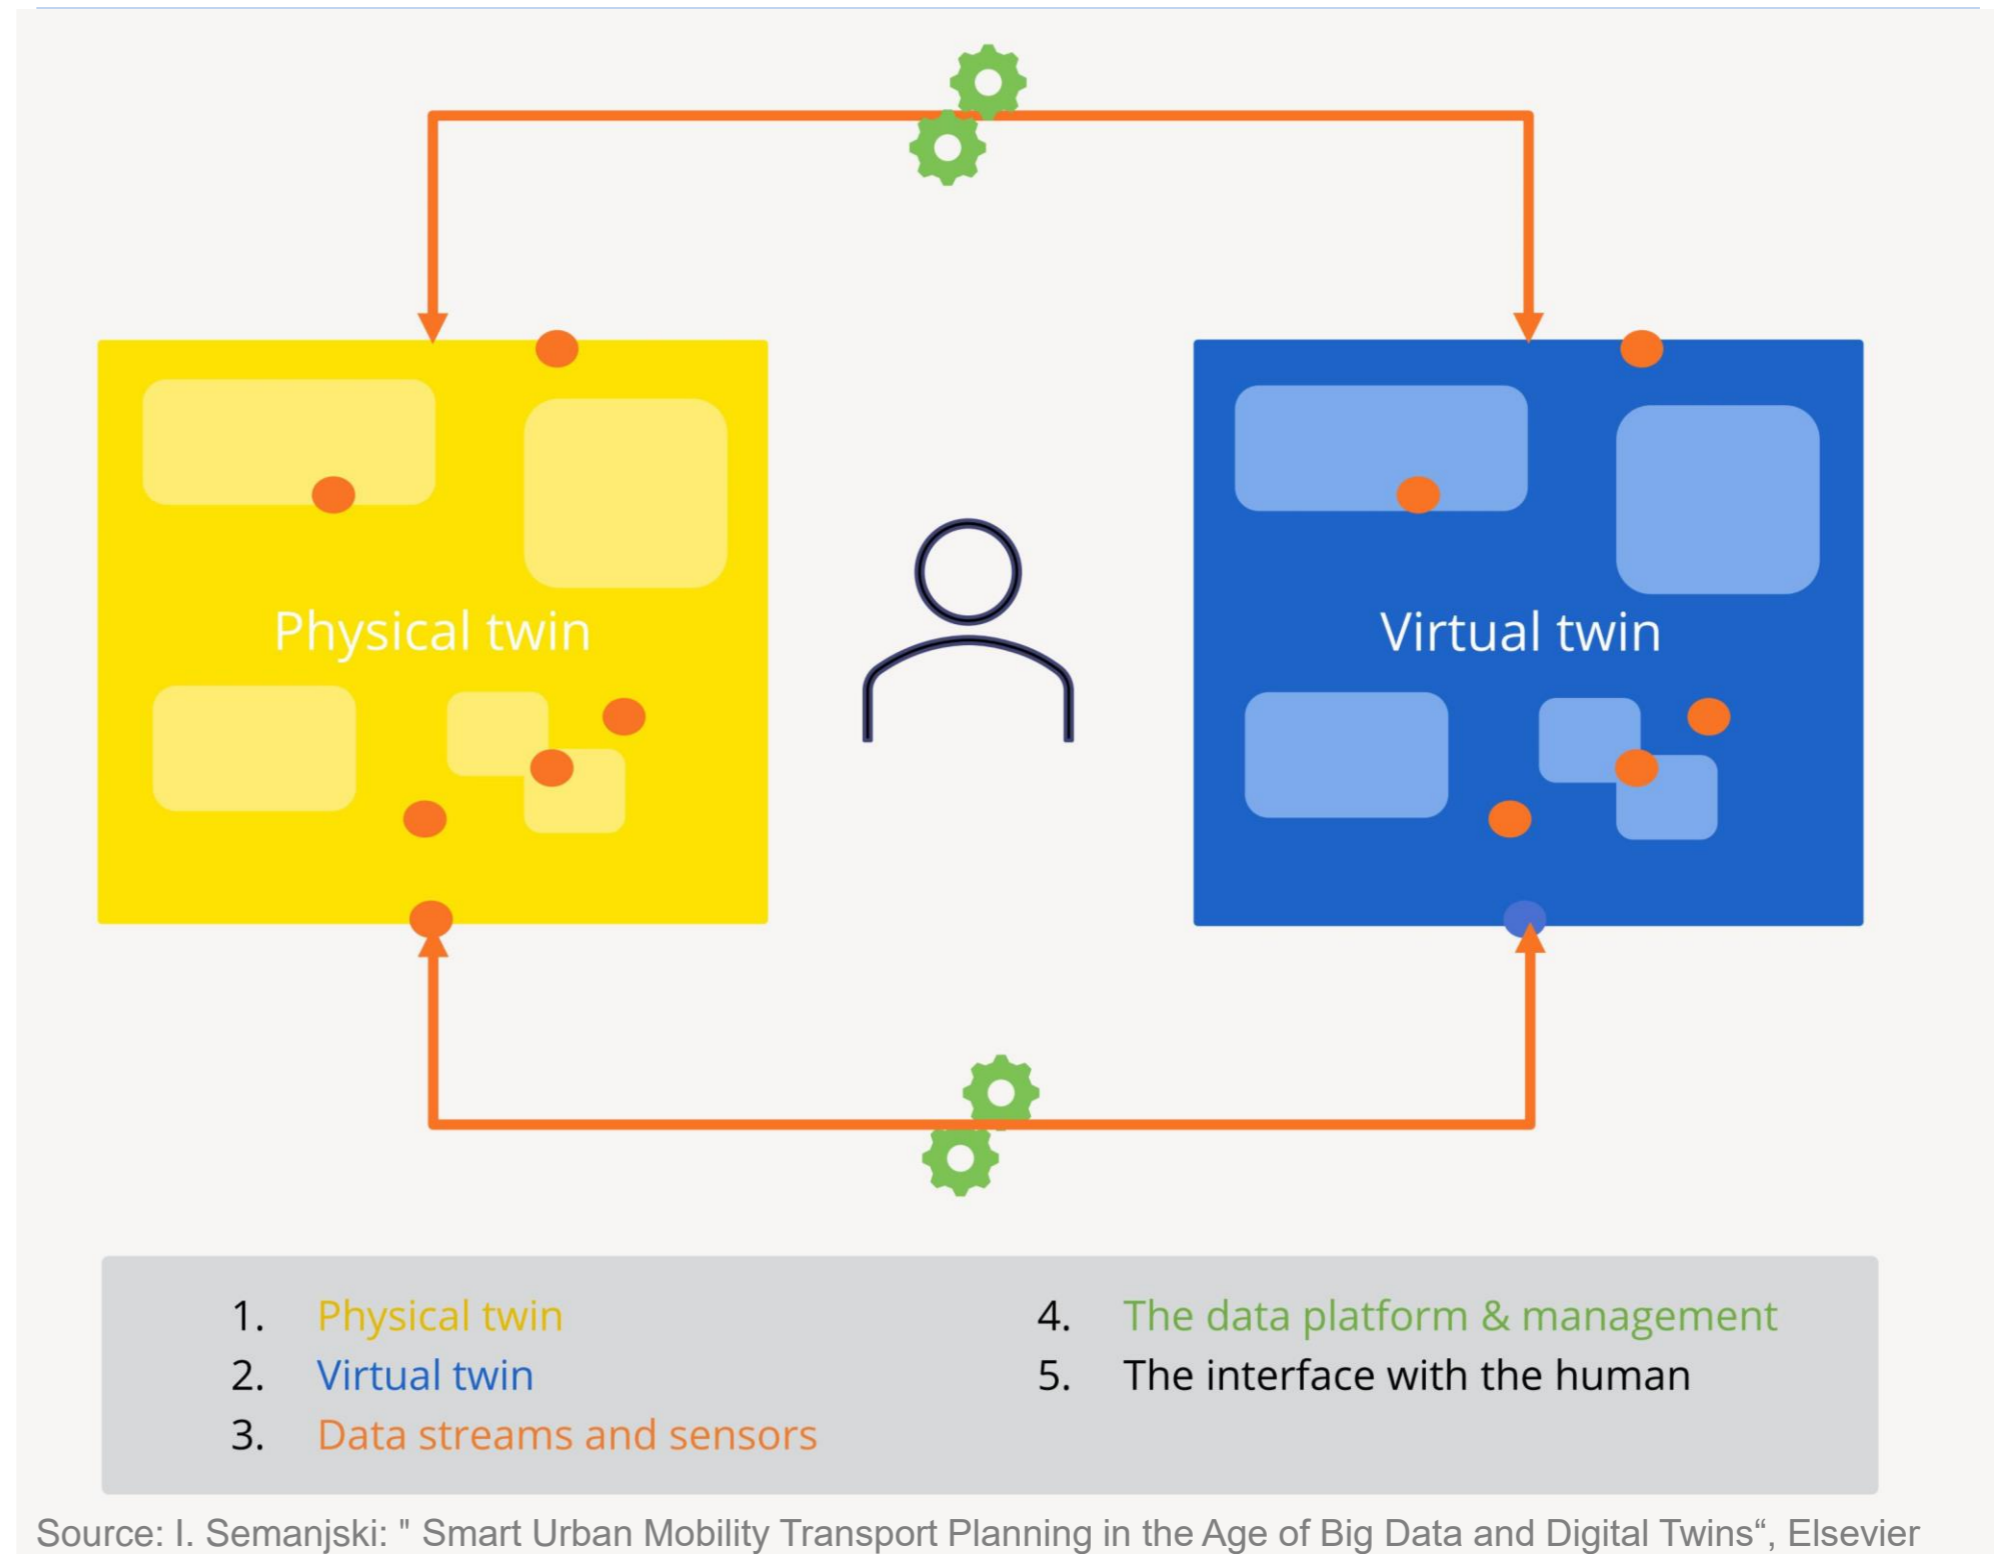 Physical twin
Virtual twin
1. Physical twin
2. Virtual twin
3. Data streams and sensors
4. The data platform & management
5. The interface with the human
Source: I. Semanjski: " Smart Urban Mobility Transport Planning in the Age of Big Data and Digital Twins“, Elsevier